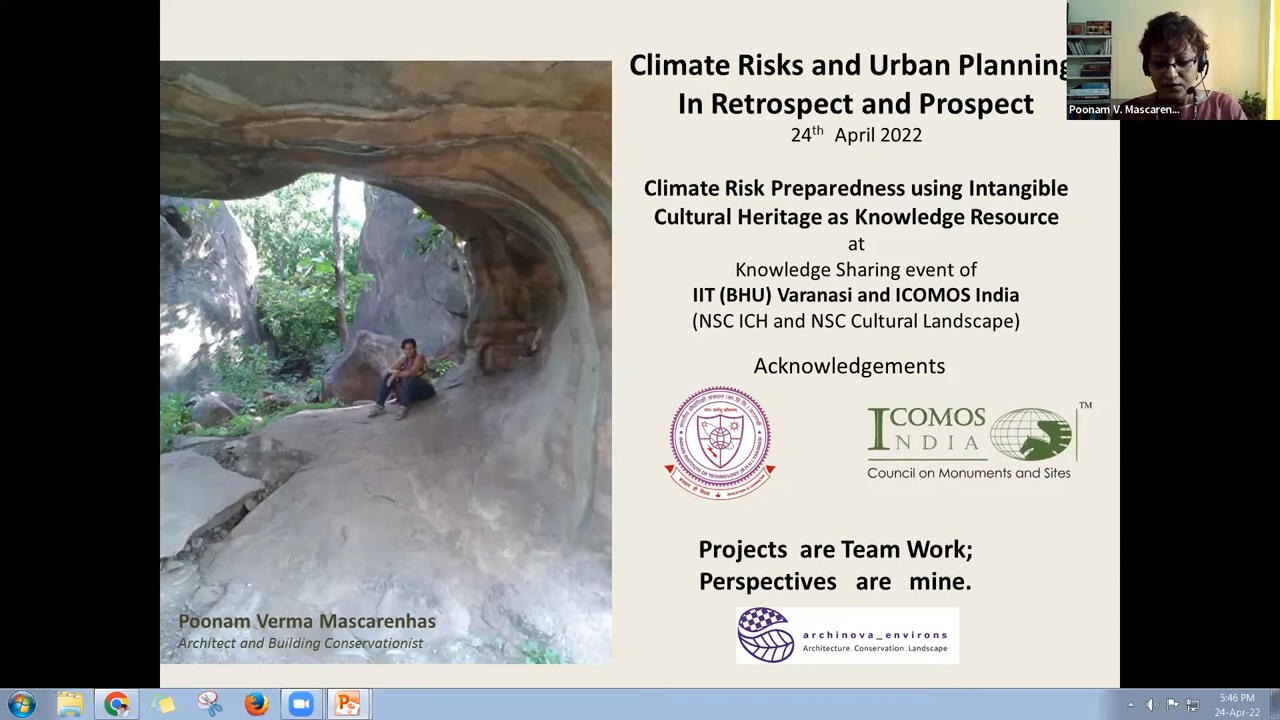 Climate Risks and Urban Planning
In Retrospect and Prospect
24th April 2022
Climate Risk Preparedness using Intangible
Cultural Heritage as Knowledge Resource
at
Knowledge Sharing event of
IIT (BHU) Varanasi and ICOMOS India
(NSC ICH and NSC Cultural Landscape)
Acknowledgements
ICOMOS
INDIA
TM
Council on Monuments and Sites
Projects are Team Work;
Perspectives are mine.
archinova_environs
Architecture.Conservation.Landscape
Poonam Verma Mascarenhas
Architect and Building Conservationist
Poonam V. Mascaren...
5:46 PM
24-Apr-22